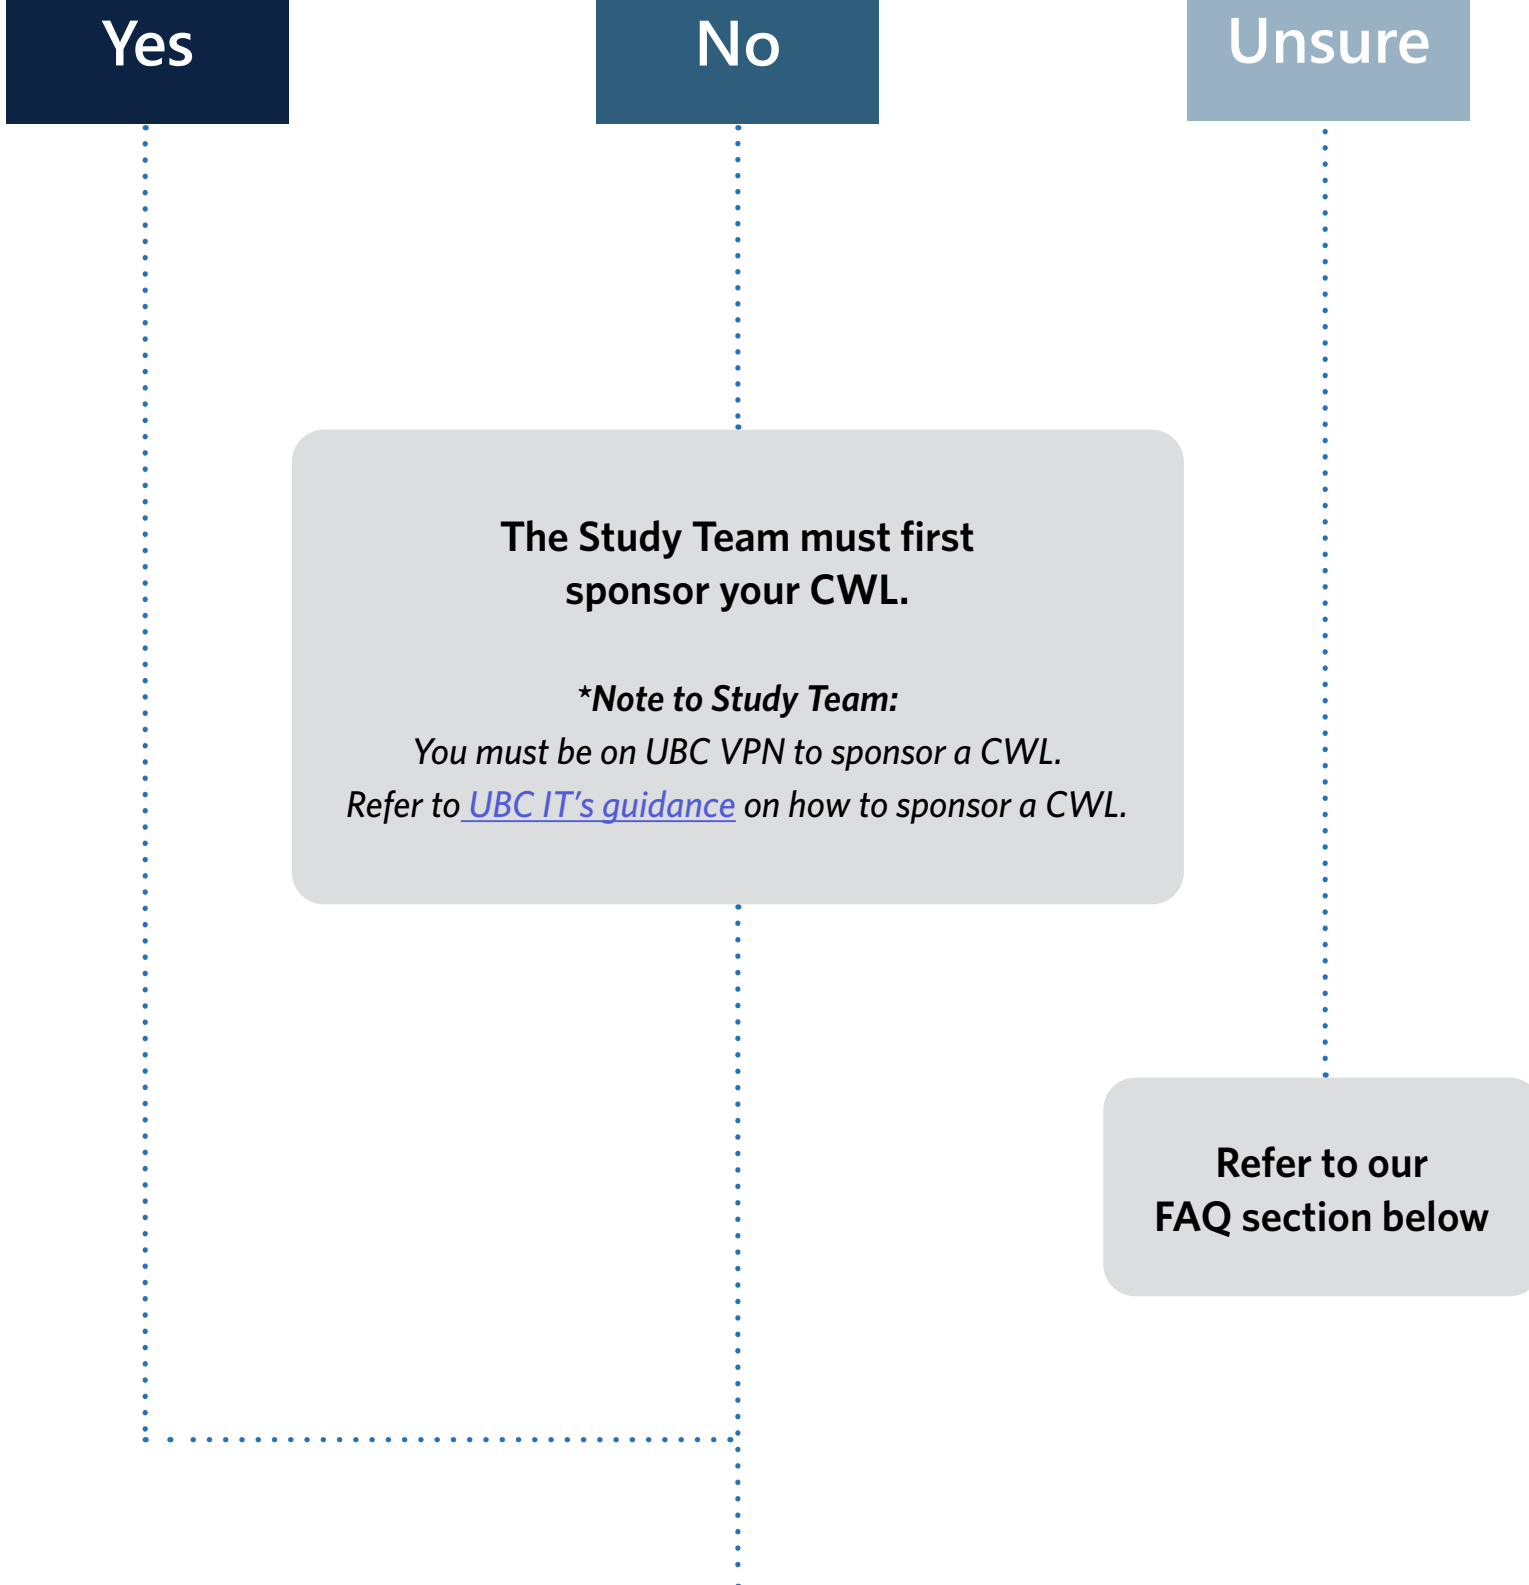 Yes
No
Unsure
The Study Team must first
sponsor your CWL.
*Note to Study Team:
You must be on UBC VPN to sponsor a CWL.
Refer to UBC IT’s guidance on how to sponsor a CWL.
Refer to our
FAQ section below